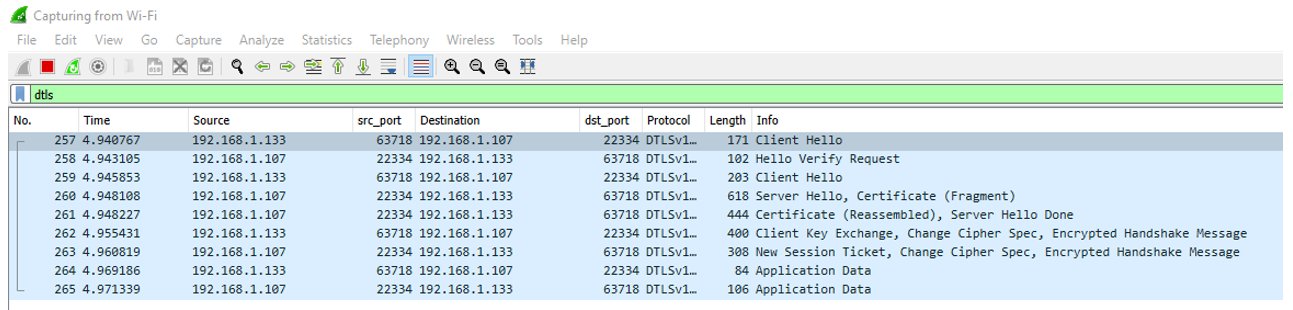 Capturing from Wi-Fi
File Edit View Go Capture Analyze Statistics Telephony Wireless Tools Help
dtls
No. Time Source src_port Destination dst_port Protocol Length Info
257 4.940767 192.168.1.133 63718 192.168.1.107 22334 DTLSv1… 171 Client Hello
258 4.943105 192.168.1.107 22334 192.168.1.133 63718 DTLSv1… 102 Hello Verify Request
259 4.945853 192.168.1.133 63718 192.168.1.107 22334 DTLSv1… 203 Client Hello
260 4.948108 192.168.1.107 22334 192.168.1.133 63718 DTLSv1… 618 Server Hello, Certificate (Fragment)
261 4.948227 192.168.1.107 22334 192.168.1.133 63718 DTLSv1… 444 Certificate (Reassembled), Server Hello Done
262 4.955431 192.168.1.133 63718 192.168.1.107 22334 DTLSv1… 400 Client Key Exchange, Change Cipher Spec, Encrypted Handshake Message
263 4.960819 192.168.1.107 22334 192.168.1.133 63718 DTLSv1… 308 New Session Ticket, Change Cipher Spec, Encrypted Handshake Message
264 4.969186 192.168.1.133 63718 192.168.1.107 22334 DTLSv1… 84 Application Data
265 4.971339 192.168.1.107 22334 192.168.1.133 63718 DTLSv1… 106 Application Data